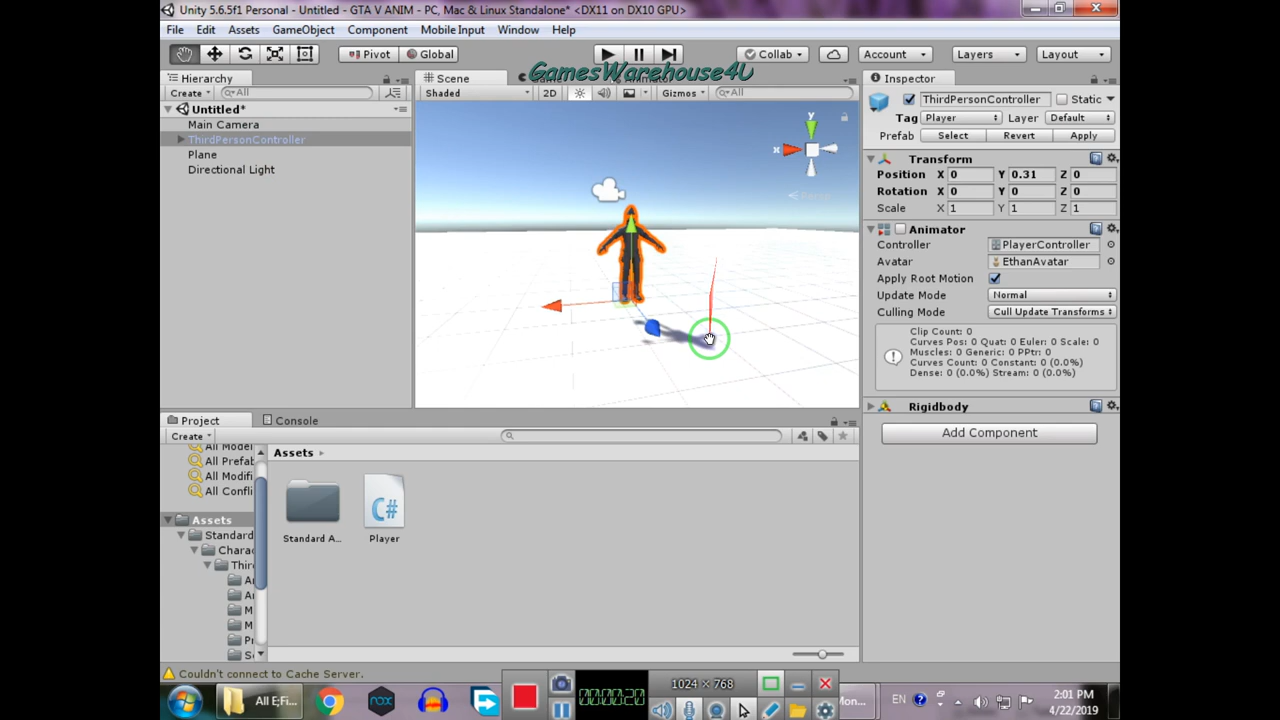 Unity 5.6.5f1 Personal - Untitled - GTA V ANIM - PC, Mac & Linux Standalone* <DX11 on DX10 GPU>
File Edit Assets GameObject Component Mobile Input Window Help
Pivot Global Collab Account Layers Layout
GamesWarehouse4U
Hierarchy
Create All
Untitled*
Main Camera
ThirdPersonController
Plane
Directional Light
Scene
Shaded 2D Gizmos All
y
x
Persp
Inspector
ThirdPersonController Static
Tag Player Layer Default
Prefab Select Revert Apply
Transform
Position X 0 Y 0.31 Z 0
Rotation X 0 Y 0 Z 0
Scale X 1 Y 1 Z 1
Animator
Controller PlayerController
Avatar EthanAvatar
Apply Root Motion
Update Mode Normal
Culling Mode Cull Update Transforms
Clip Count: 0
Curves Pos: 0 Quat: 0 Euler: 0 Scale: 0
Muscles: 0 Generic: 0 PPtr: 0
Curves Count: 0 Constant: 0 (0.0%)
Dense: 0 (0.0%) Stream: 0 (0.0%)
Rigidbody
Add Component
Project Console
Create
All Model
All Prefab
All Modifi
All Confli
Assets
Standard
Charac
Third
Assets
Standard A...
C#
Player
Couldn't connect to Cache Server.
1024 × 768
00:00:20
All E;Fi...
EN
2:01 PM
4/22/2019